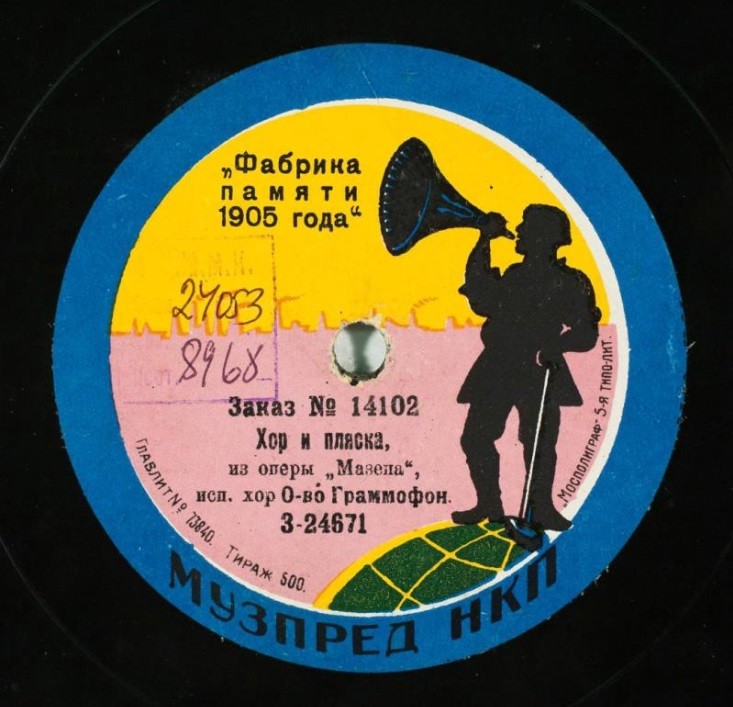 „Фабрика
памяти
1905 года“
24053
8968
Заказ № 14102
Хор и пляска,
из оперы „Мазепа“,
исп. хор О-во Граммофон.
3-24671
ГЛАВЛИТ № 73840. ТИРАЖ 500.
„МОСПОЛИГРАФ“ 5-я ТИПО-ЛИТ.
МУЗПРЕД НКП